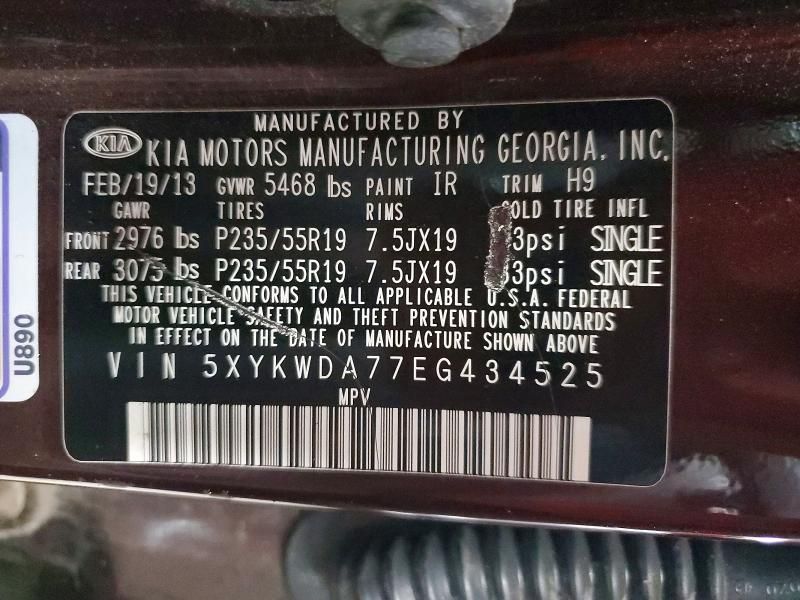 MANUFACTURED BY
KIA KIA MOTORS MANUFACTURING GEORGIA, INC.
FEB/19/13 GVWR 5468 lbs PAINT IR TRIM H9
GAWR TIRES RIMS COLD TIRE INFL
FRONT 2976 lbs P235/55R19 7.5JX19 3psi SINGLE
REAR 3075 lbs P235/55R19 7.5JX19 33psi SINGLE
THIS VEHICLE CONFORMS TO ALL APPLICABLE U.S.A. FEDERAL
MOTOR VEHICLE SAFETY AND THEFT PREVENTION STANDARDS
IN EFFECT ON THE DATE OF MANUFACTURE SHOWN ABOVE
VIN 5XYKWDA77EG434525
MPV
U890